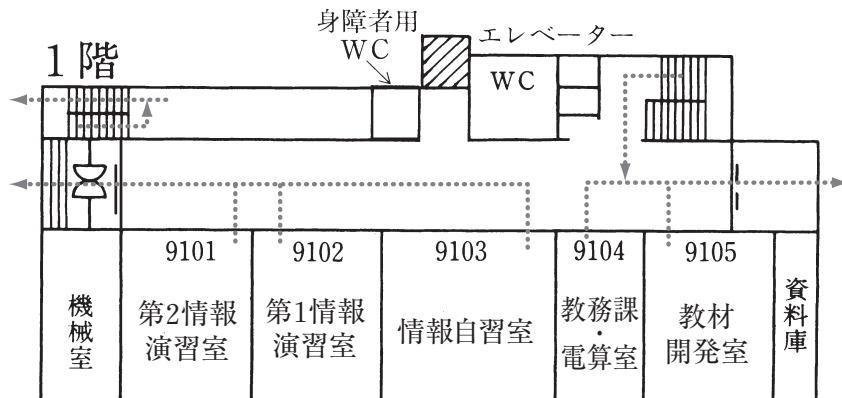 身障者用
WC
エレベーター
1階
WC
9101
9102
9103
9104
9105
機械室
第2情報
演習室
第1情報
演習室
情報自習室
教務課
・
電算室
教材
開発室
資料庫